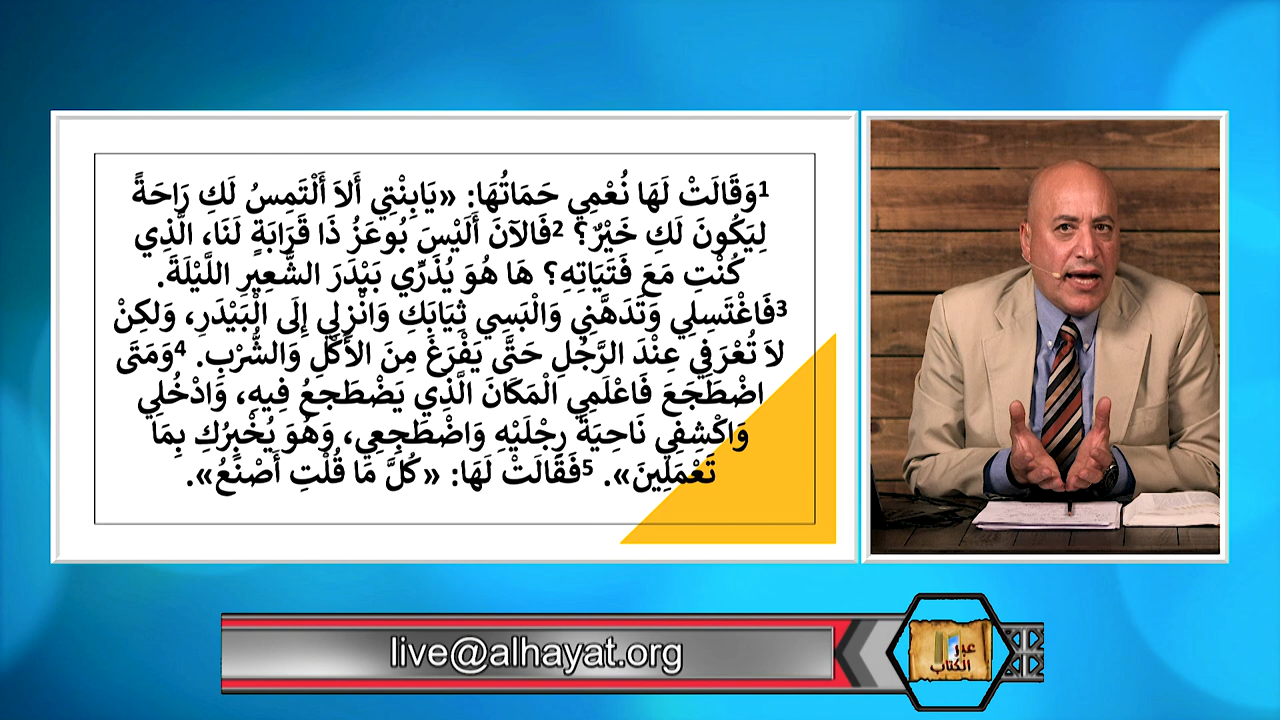 1وَقَالَتْ لَهَا نُعْمِي حَمَاتُهَا: «يَابِنْتِي أَلاَ أَلْتَمِسُ لَكِ رَاحَةً
لِيَكُونَ لَكِ خَيْرٌ؟ 2فَالآنَ أَلَيْسَ بُوعَزُ ذَا قَرَابَةٍ لَنَا، الَّذِي
كُنْتِ مَعَ فَتَيَاتِهِ؟ هَا هُوَ يُذَرِّي بَيْدَرَ الشَّعِيرِ اللَّيْلَةَ.
3فَاغْتَسِلِي وَتَدَهَّنِي وَالْبَسِي ثِيَابَكِ وَانْزِلِي إِلَى الْبَيْدَرِ، وَلكِنْ
لاَ تُعْرَفِي عِنْدَ الرَّجُلِ حَتَّى يَفْرَغَ مِنَ الأَكْلِ وَالشُّرْبِ. 4وَمَتَى
اضْطَجَعَ فَاعْلَمِي الْمَكَانَ الَّذِي يَضْطَجعُ فِيهِ، وَادْخُلِي
وَاكْشِفِي نَاحِيَةَ رِجْلَيْهِ وَاضْطَجِعِي، وَهُوَ يُخْبِرُكِ بِمَا
تَعْمَلِينَ». 5فَقَالَتْ لَهَا: «كُلَّ مَا قُلْتِ أَصْنَعُ».
live@alhayat.org
عبر
الكتاب